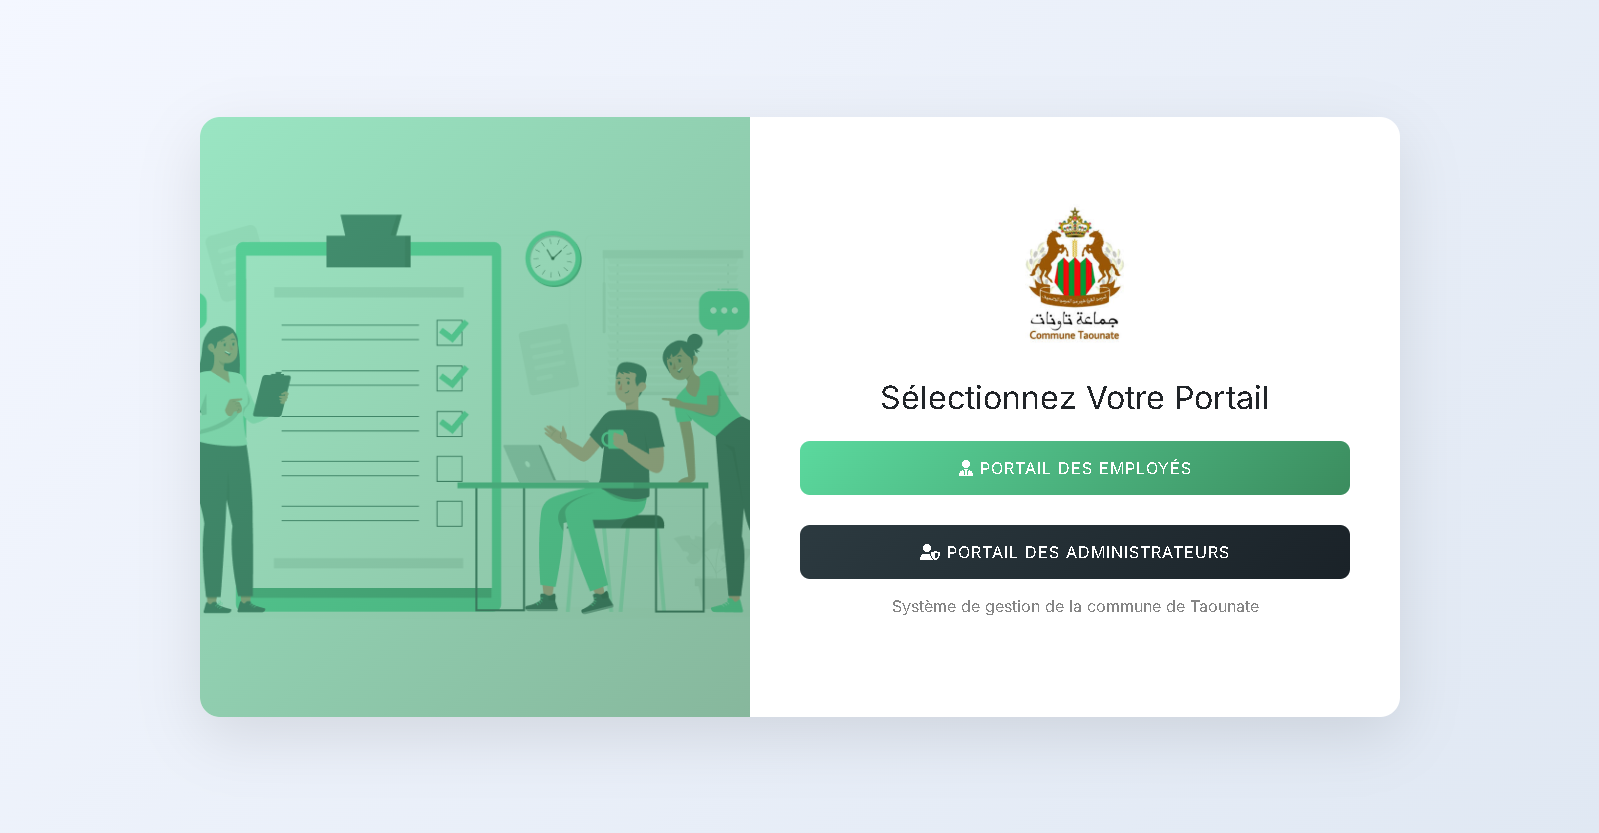 جماعة تاونات
Commune Taounate
Sélectionnez Votre Portail
PORTAIL DES EMPLOYÉS
PORTAIL DES ADMINISTRATEURS
Système de gestion de la commune de Taounate